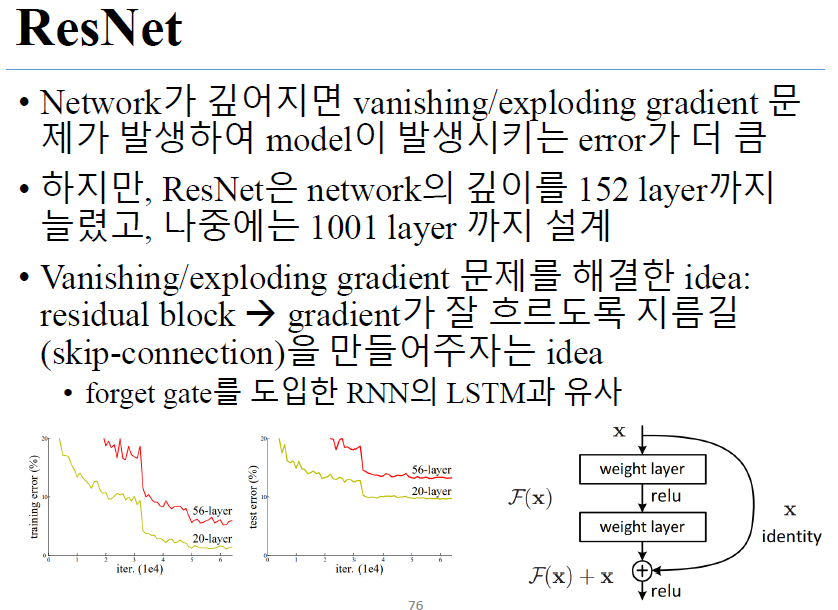 ResNet
• Network가 깊어지면 vanishing/exploding gradient 문
제가 발생하여 model이 발생시키는 error가 더 큼
• 하지만, ResNet은 network의 깊이를 152 layer까지
늘렸고, 나중에는 1001 layer 까지 설계
• Vanishing/exploding gradient 문제를 해결한 idea:
residual block → gradient가 잘 흐르도록 지름길
(skip-connection)을 만들어주자는 idea
• forget gate를 도입한 RNN의 LSTM과 유사
20
10
0
training error (%)
56-layer
20-layer
0 1 2 3 4 5 6
iter. (1e4)
20
10
0
test error (%)
56-layer
20-layer
0 1 2 3 4 5 6
iter. (1e4)
x
weight layer
F(x)
relu
weight layer
x
identity
F(x) + x
+
relu
76